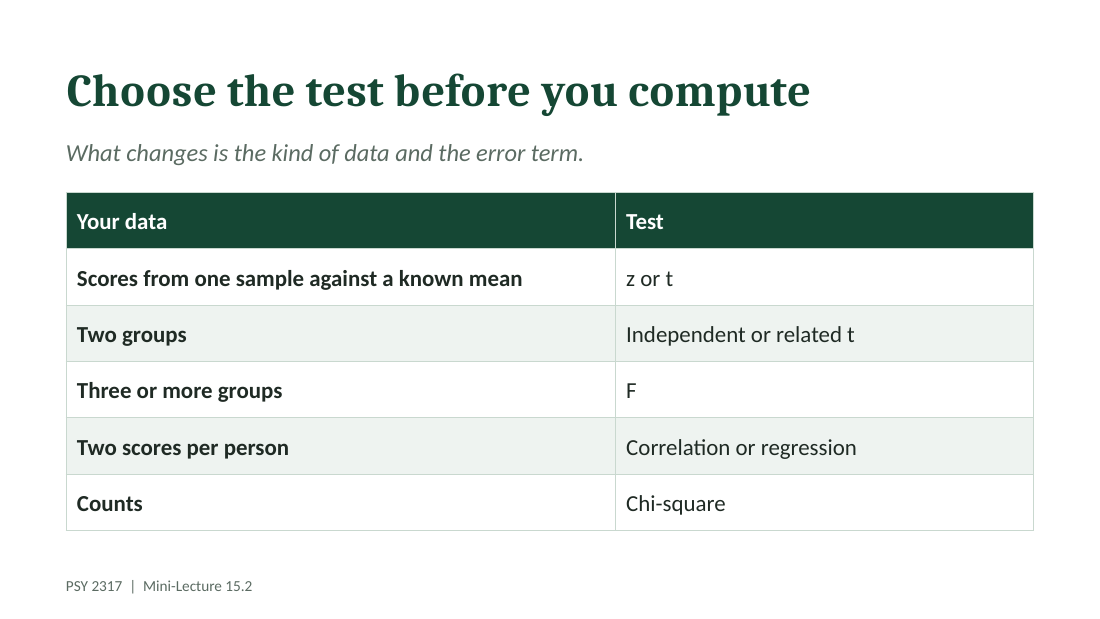 Choose the test before you compute
What changes is the kind of data and the error term.
Your data Test
Scores from one sample against a known mean z or t
Two groups Independent or related t
Three or more groups F
Two scores per person Correlation or regression
Counts Chi-square
PSY 2317 | Mini-Lecture 15.2